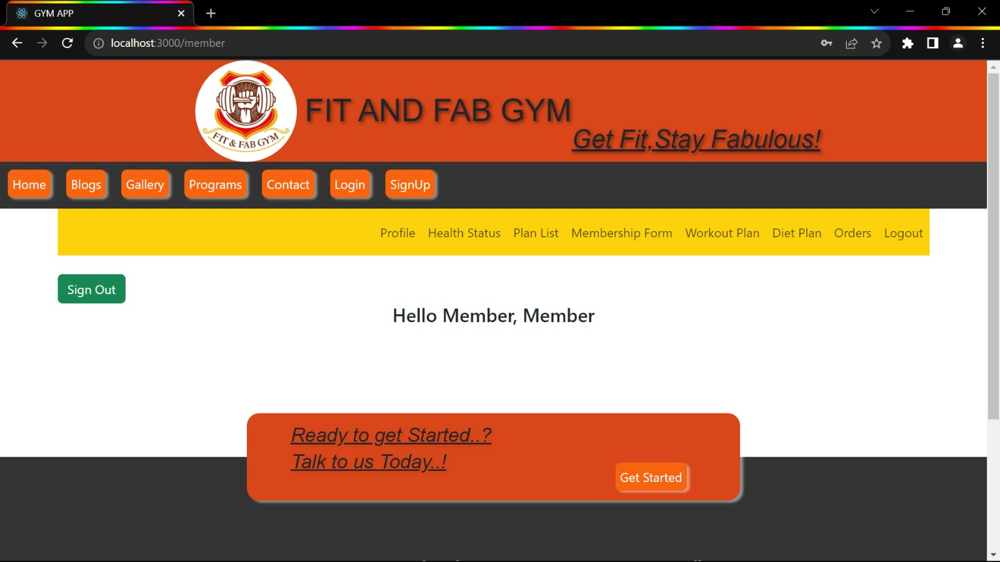 GYM APP
localhost:3000/member
FIT & FAB GYM
FIT AND FAB GYM
Get Fit,Stay Fabulous!
Home Blogs Gallery Programs Contact Login SignUp
Profile Health Status Plan List Membership Form Workout Plan Diet Plan Orders Logout
Sign Out
Hello Member, Member
Ready to get Started..?
Talk to us Today..!
Get Started